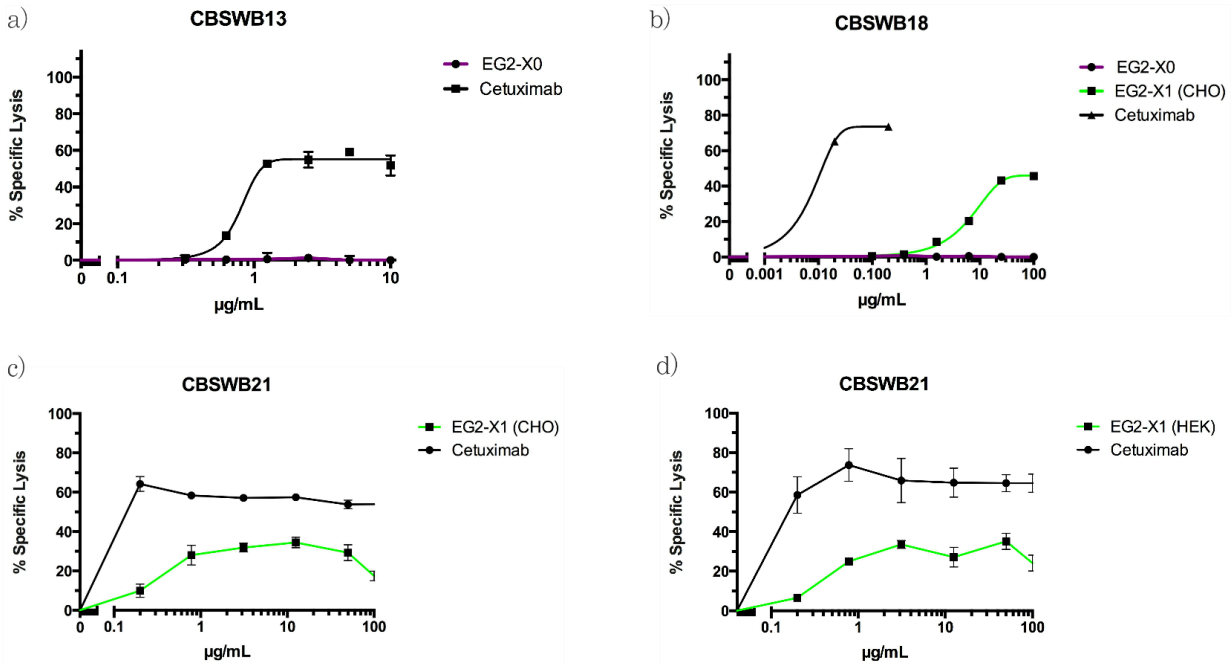 a)
CBSWB13
EG2-X0
Cetuximab
% Specific Lysis
100
80
60
40
20
0
0
0.1
1
10
µg/mL
b)
CBSWB18
EG2-X0
EG2-X1 (CHO)
Cetuximab
% Specific Lysis
100
80
60
40
20
0
0
0.001
0.010
0.100
1
10
100
µg/mL
c)
CBSWB21
EG2-X1 (CHO)
Cetuximab
% Specific Lysis
100
80
60
40
20
0
0
0.1
1
10
100
µg/mL
d)
CBSWB21
EG2-X1 (HEK)
Cetuximab
% Specific Lysis
100
80
60
40
20
0
0.1
1
10
100
µg/mL